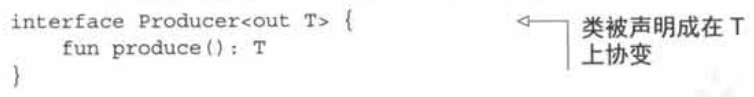 interface Producer<out T> {
    fun produce(): T
}
类被声明成在 T
上协变